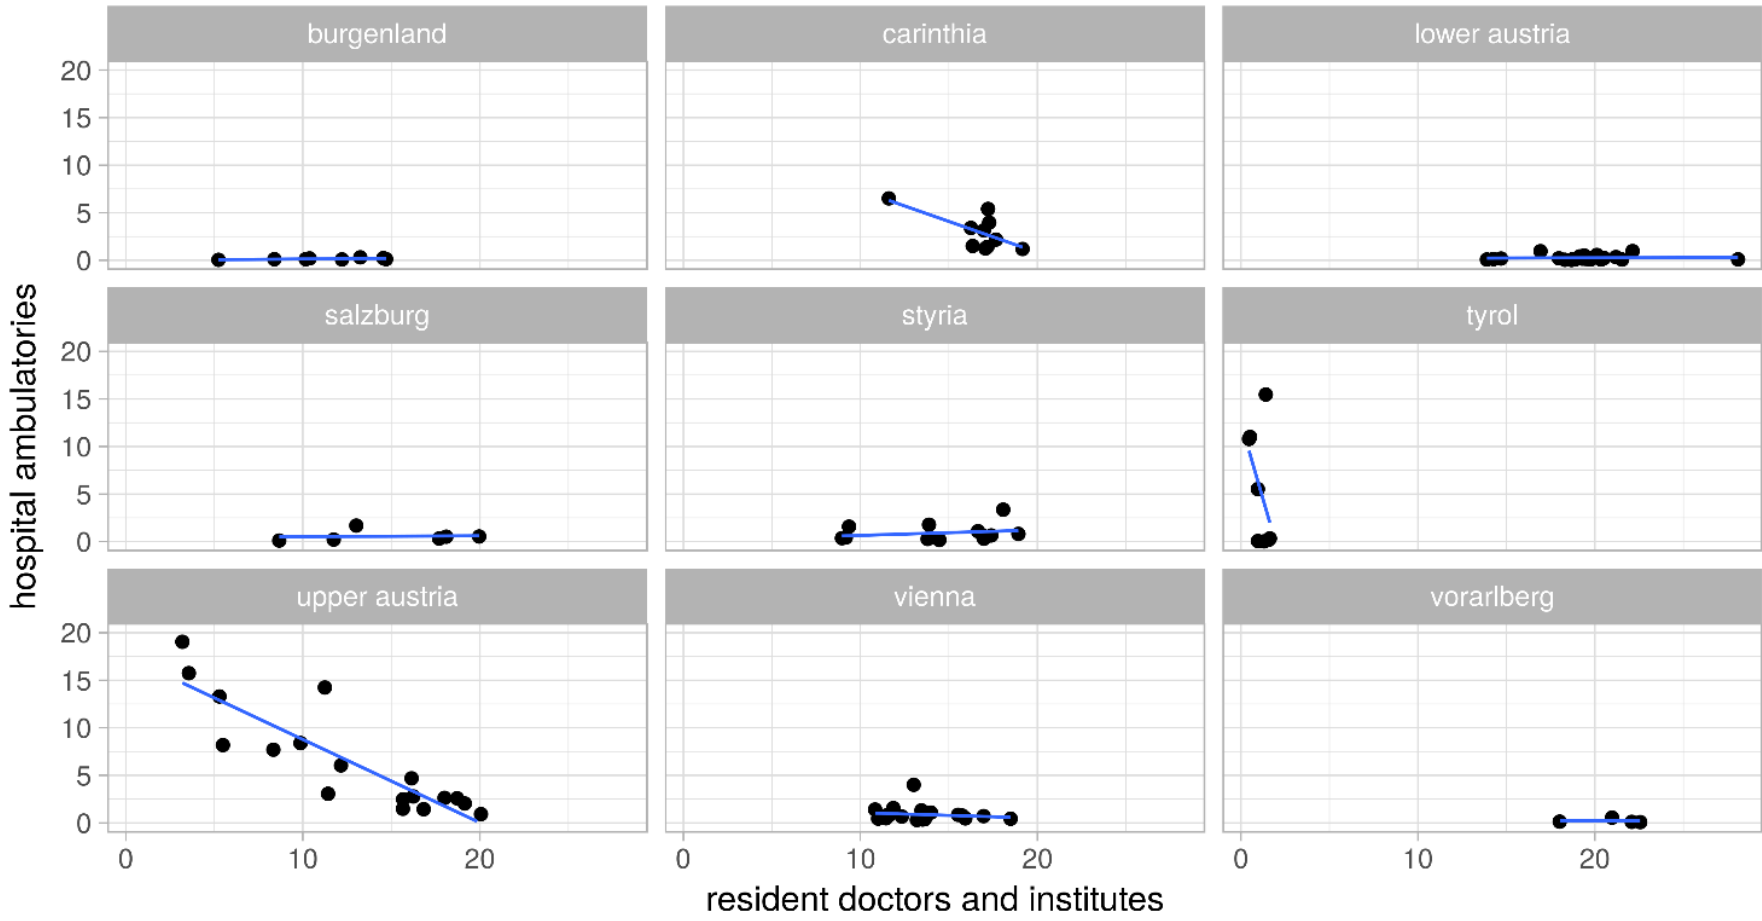 burgenland carinthia lower austria
20
15
10
5
0
salzburg styria tyrol
20
15
10
5
0
upper austria vienna vorarlberg
20
15
10
5
0
0 10 20 0 10 20 0 10 20
resident doctors and institutes
hospital ambulatories